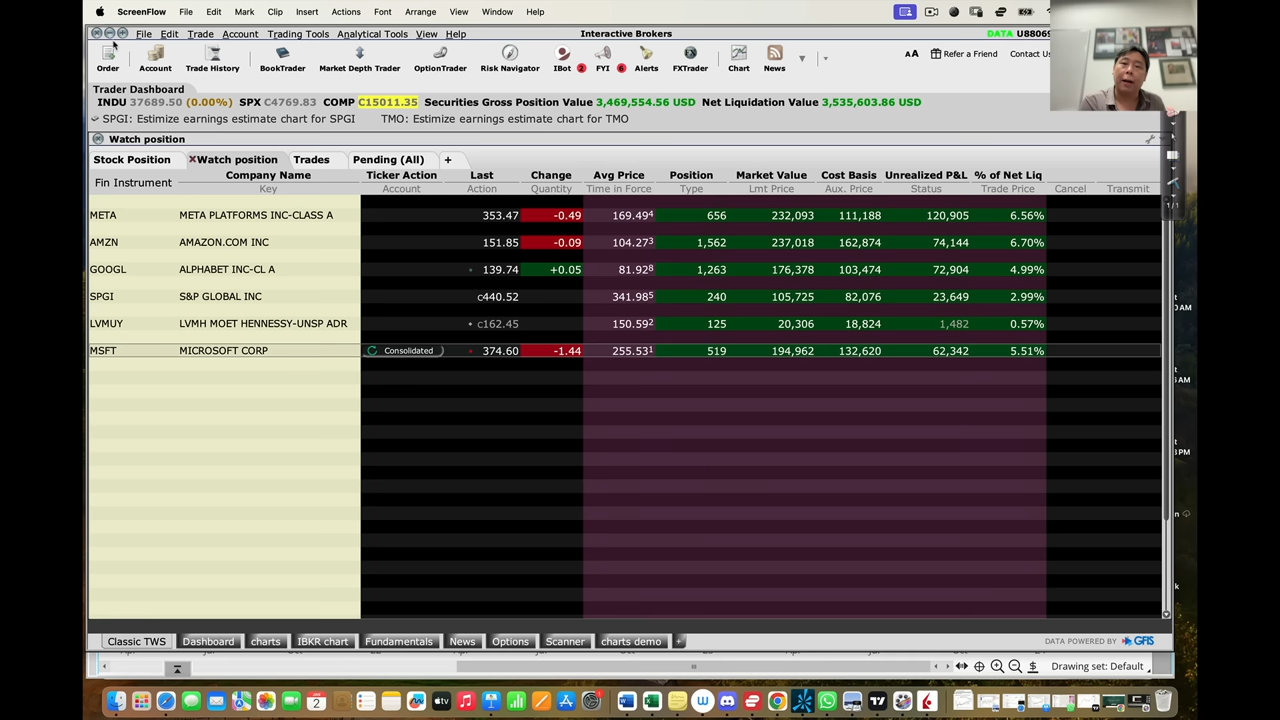 ScreenFlow File Edit Mark Clip Insert Actions Font Arrange View Window Help
File Edit Trade Account Trading Tools Analytical Tools View Help Interactive Brokers DATA U88069
Order Account Trade History BookTrader Market Depth Trader OptionTrader Risk Navigator IBot 2 FYI 6 Alerts FXTrader Chart News AA Refer a Friend Contact Us
Trader Dashboard
INDU 37689.50 (0.00%) SPX C4769.83 COMP C15011.35 Securities Gross Position Value 3,469,554.56 USD Net Liquidation Value 3,535,603.86 USD
SPGI: Estimize earnings estimate chart for SPGI TMO: Estimize earnings estimate chart for TMO
Watch position
Stock Position Watch position Trades Pending (All) +
Fin Instrument Company Name Ticker Action Last Change Avg Price Position Market Value Cost Basis Unrealized P&L % of Net Liq
Key Account Action Quantity Time in Force Type Lmt Price Aux. Price Status Trade Price Cancel Transmit
META META PLATFORMS INC-CLASS A 353.47 -0.49 169.49⁴ 656 232,093 111,188 120,905 6.56%
AMZN AMAZON.COM INC 151.85 -0.09 104.27³ 1,562 237,018 162,874 74,144 6.70%
GOOGL ALPHABET INC-CL A 139.74 +0.05 81.92⁸ 1,263 176,378 103,474 72,904 4.99%
SPGI S&P GLOBAL INC c440.52 341.98⁵ 240 105,725 82,076 23,649 2.99%
LVMUY LVMH MOET HENNESSY-UNSP ADR c162.45 150.59² 125 20,306 18,824 1,482 0.57%
MSFT MICROSOFT CORP Consolidated 374.60 -1.44 255.53¹ 519 194,962 132,620 62,342 5.51%
Classic TWS Dashboard charts IBKR chart Fundamentals News Options Scanner charts demo + DATA POWERED BY GFIS
Drawing set: Default
JAN
2